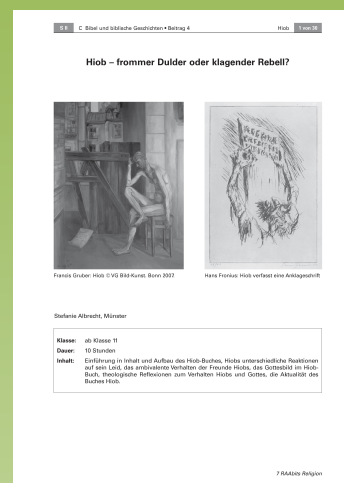 S II
C Bibel und biblische Geschichten • Beitrag 4
Hiob
1 von 38
Hiob – frommer Dulder oder klagender Rebell?
Francis Gruber: Hiob © VG Bild-Kunst. Bonn 2007.
Hans Fronius: Hiob verfasst eine Anklageschrift
Stefanie Albrecht, Münster
Klasse: ab Klasse 11
Dauer: 10 Stunden
Inhalt: Einführung in Inhalt und Aufbau des Hiob-Buches, Hiobs unterschiedliche Reaktionen
auf sein Leid, das ambivalente Verhalten der Freunde Hiobs, das Gottesbild im Hiob-
Buch, theologische Reflexionen zum Verhalten Hiobs und Gottes, die Aktualität des
Buches Hiob.
7 RAAbits Religion